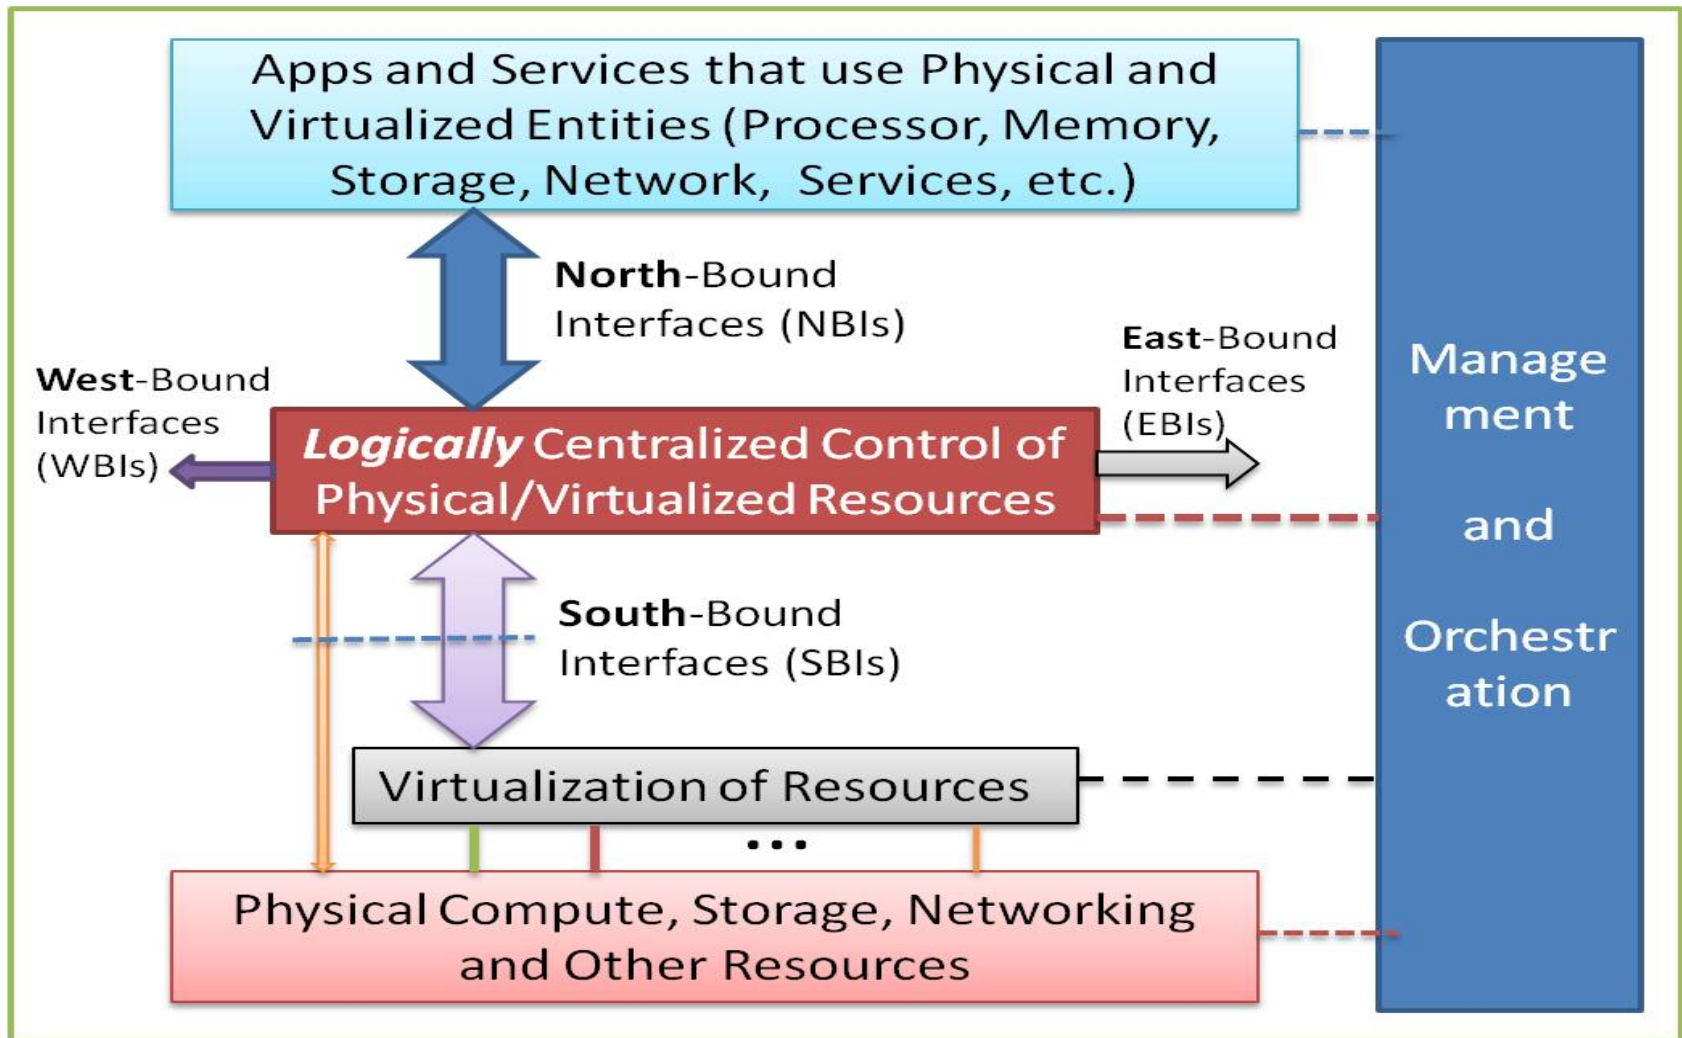 Apps and Services that use Physical and
Virtualized Entities (Processor, Memory,
Storage, Network, Services, etc.)
North-Bound
Interfaces (NBIs)
East-Bound
Interfaces
(EBIs)
West-Bound
Interfaces
(WBIs)
Logically Centralized Control of
Physical/Virtualized Resources
South-Bound
Interfaces (SBIs)
Virtualization of Resources
...
Physical Compute, Storage, Networking
and Other Resources
Manage
ment
and
Orchestr
ation